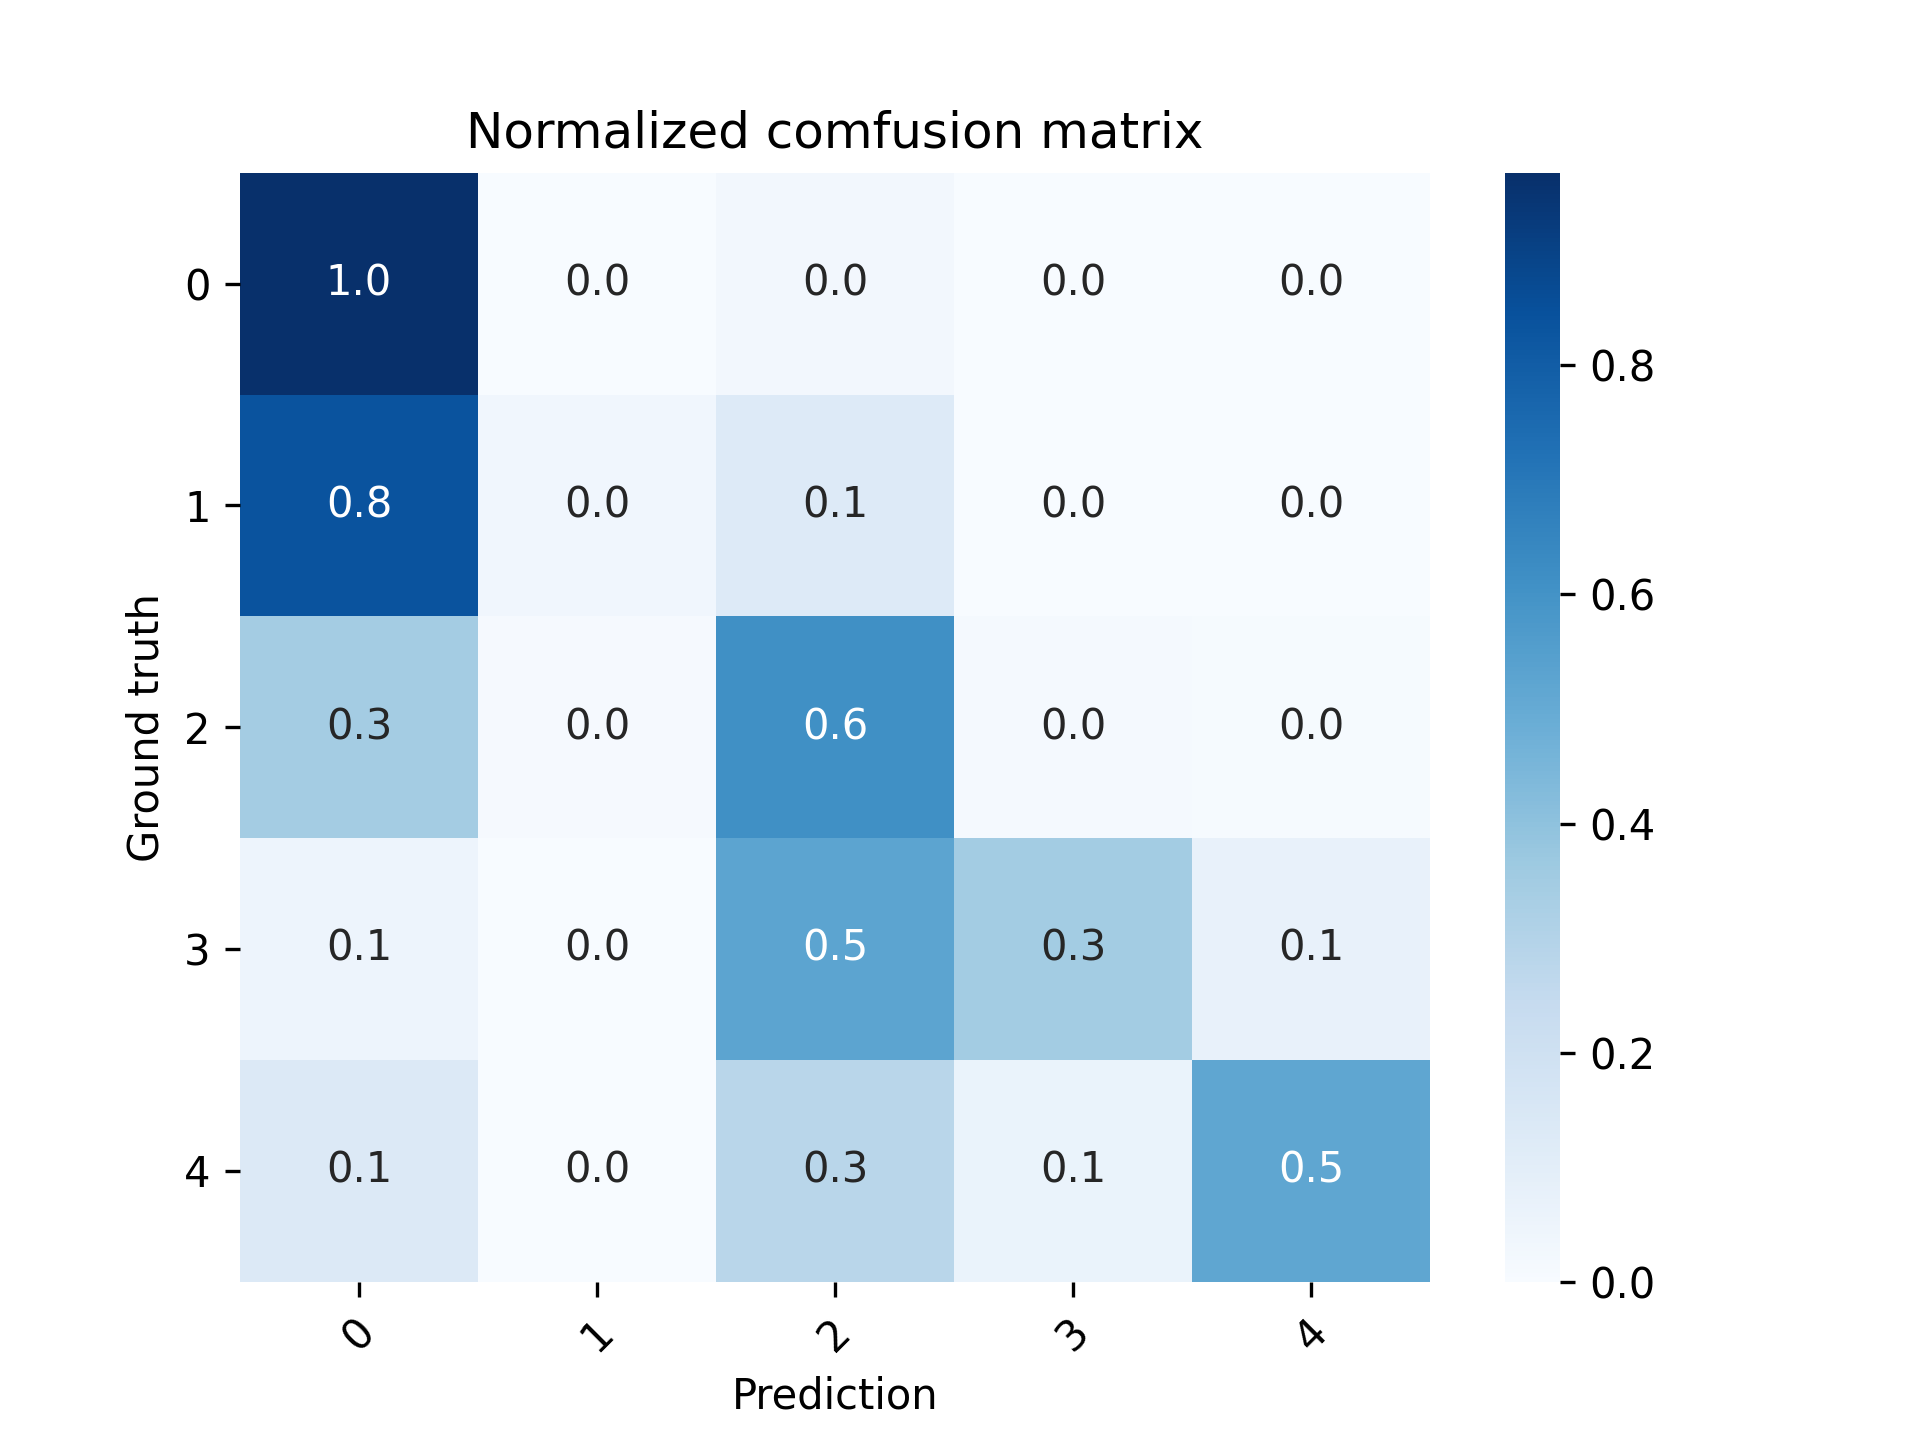 Normalized comfusion matrix
0 1.0 0.0 0.0 0.0 0.0
1 0.8 0.0 0.1 0.0 0.0
2 0.3 0.0 0.6 0.0 0.0
3 0.1 0.0 0.5 0.3 0.1
4 0.1 0.0 0.3 0.1 0.5
Ground truth
0 1 2 3 4
Prediction
0.8
0.6
0.4
0.2
0.0